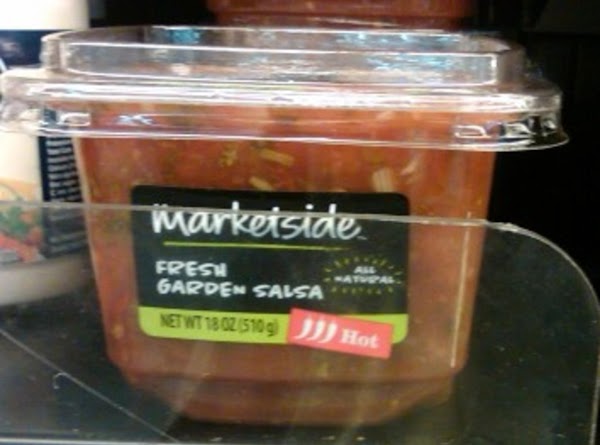 Marketside
FRESH
GARDEN SALSA
ALL
NATURAL
NET WT 18 OZ (510 g)
Hot